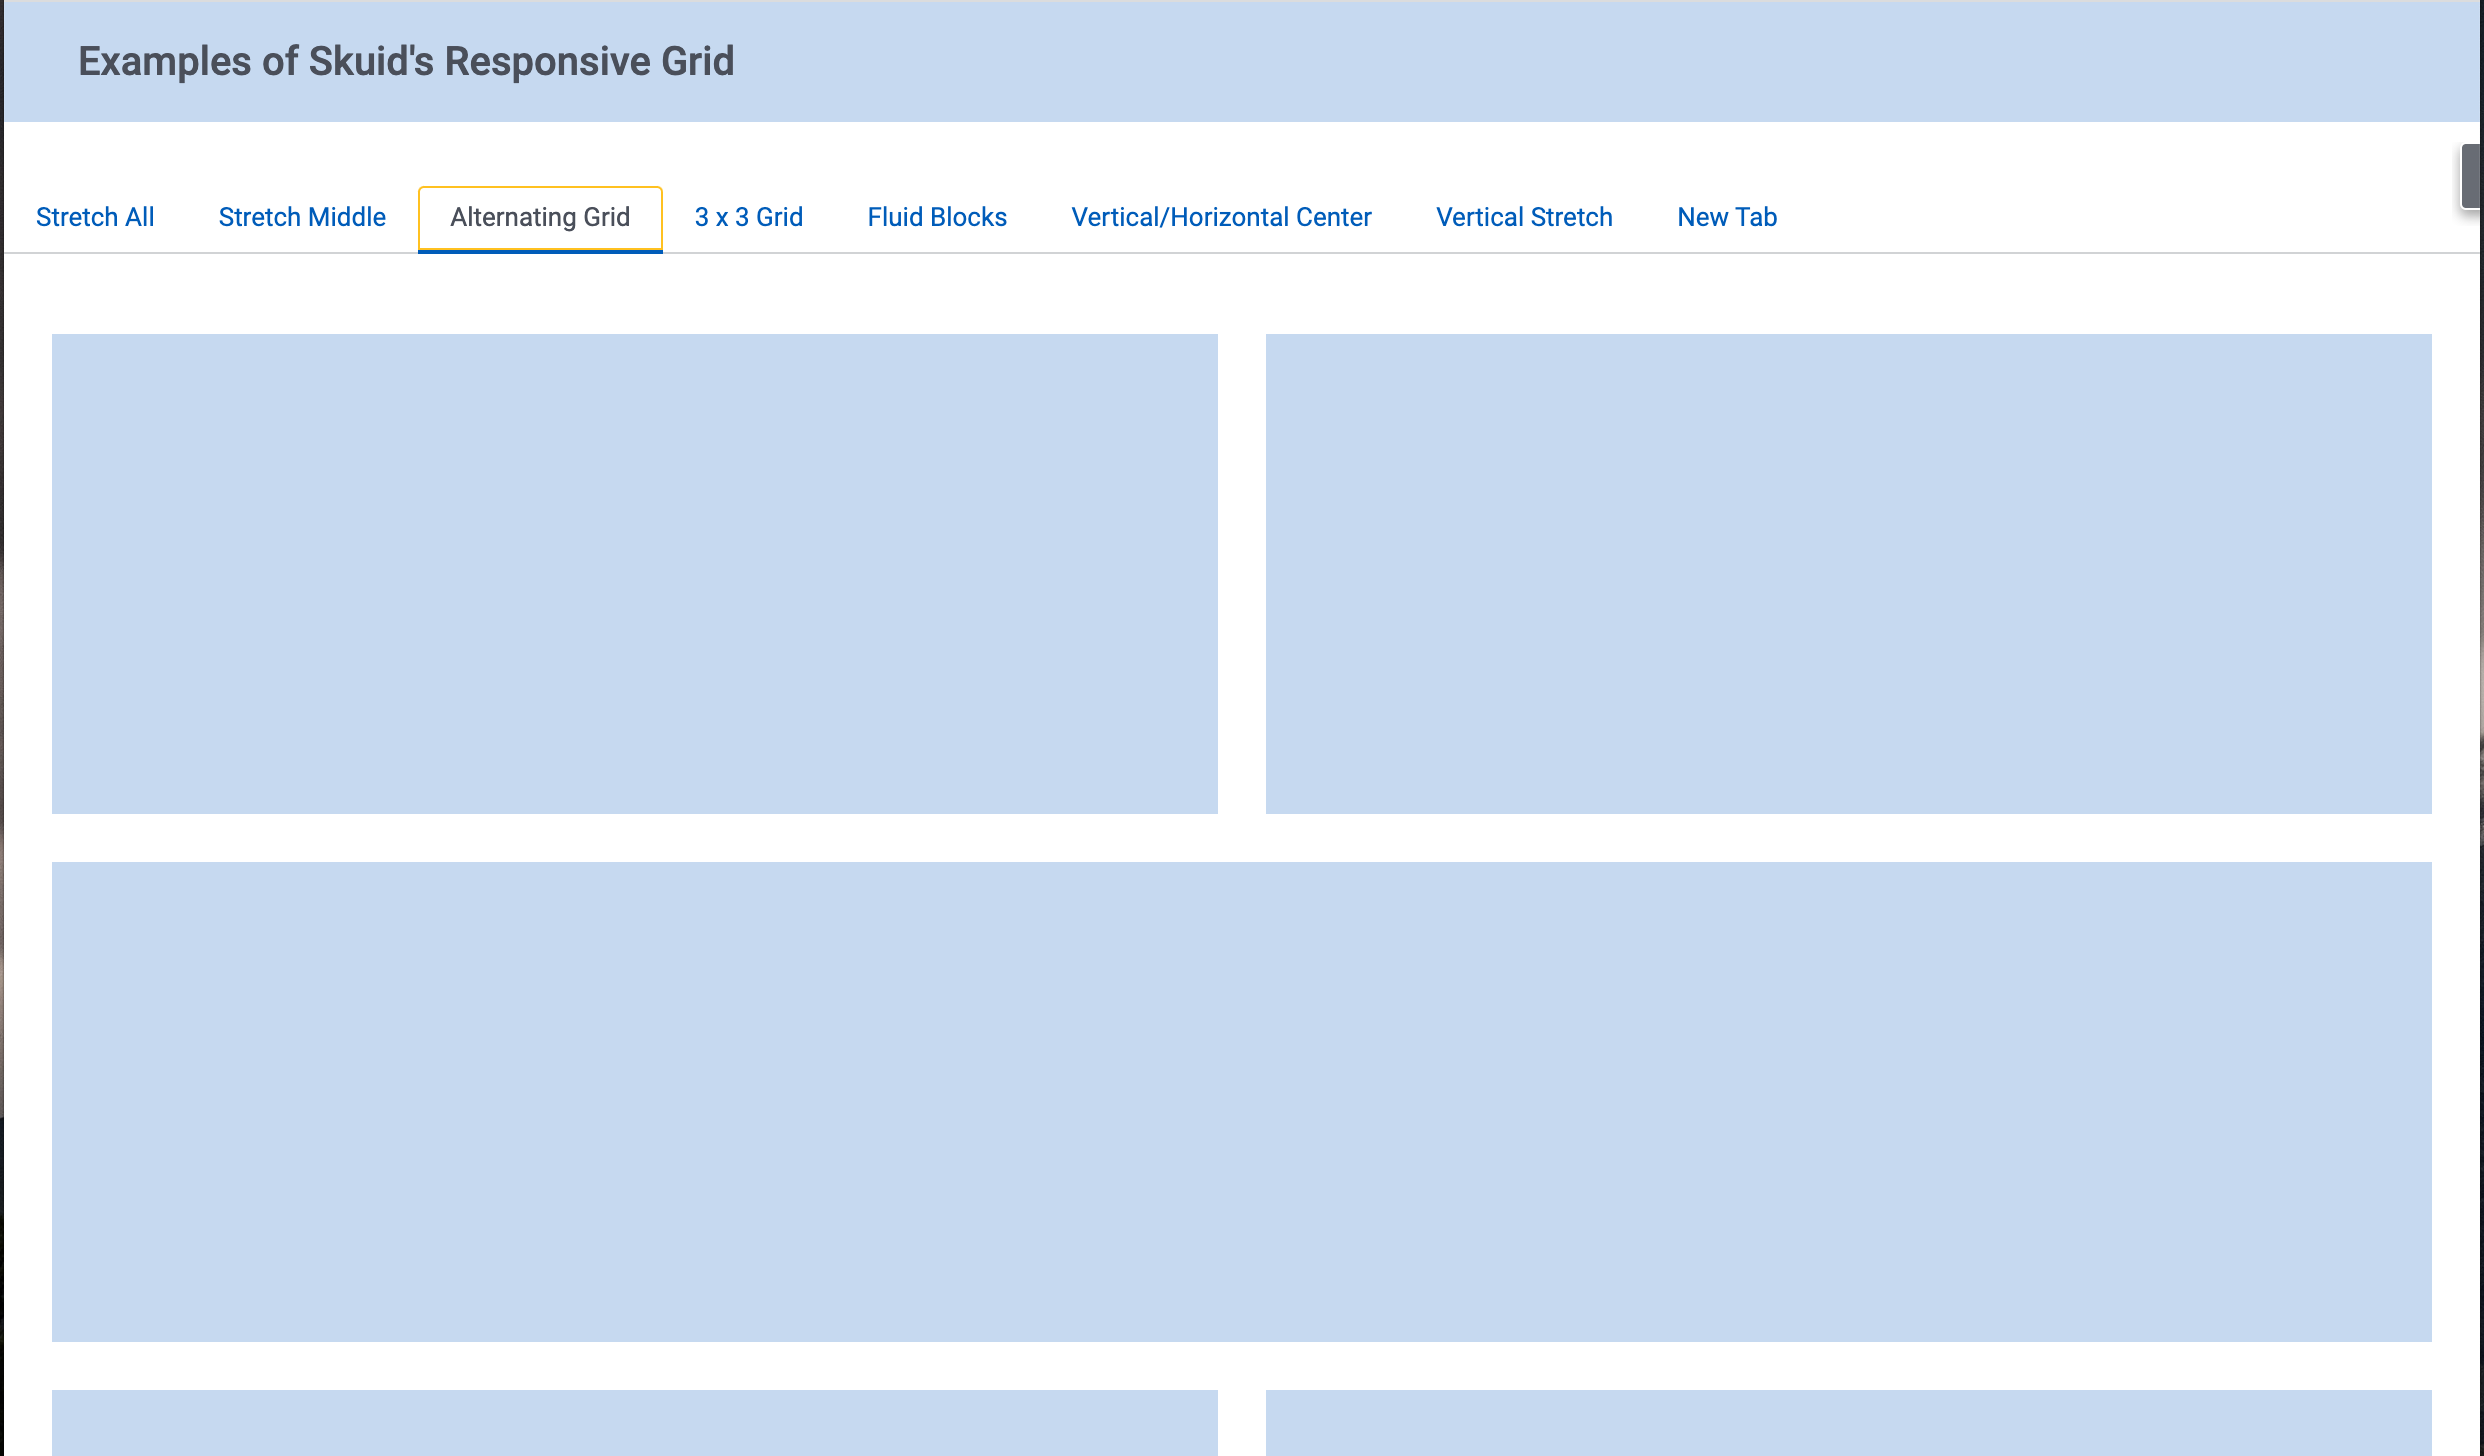 Examples of Skuid's Responsive Grid
Stretch All Stretch Middle Alternating Grid 3 x 3 Grid Fluid Blocks Vertical/Horizontal Center Vertical Stretch New Tab